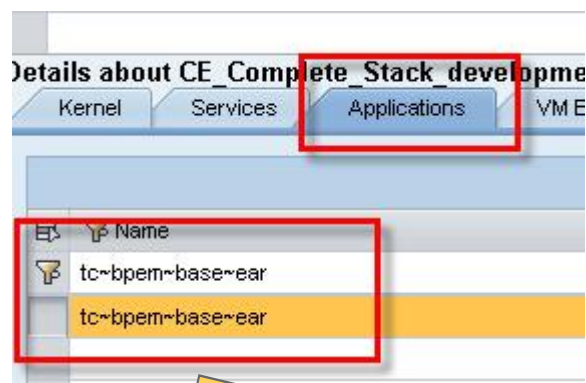 Details about CE_Complete_Stack_developme
Kernel Services Applications VM E
Name
tc~bpem~base~ear
tc~bpem~base~ear